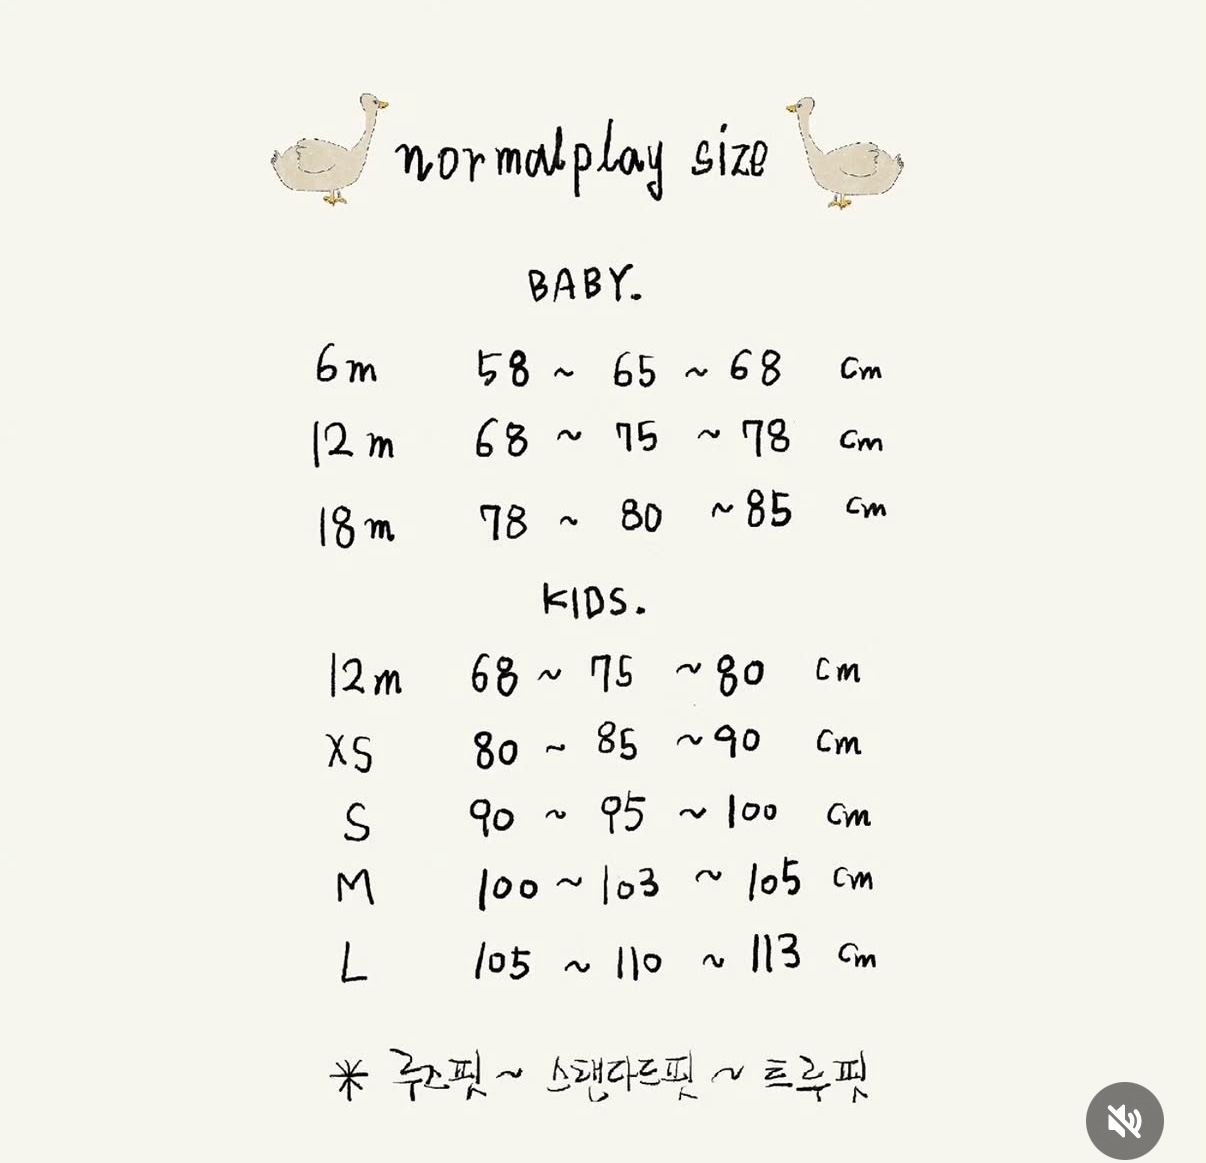 normalplay size
BABY.
6m 58 ~ 65 ~ 68 cm
12m 68 ~ 75 ~ 78 cm
18m 78 ~ 80 ~ 85 cm
KIDS.
12m 68 ~ 75 ~ 80 cm
XS 80 ~ 85 ~ 90 cm
S 90 ~ 95 ~ 100 cm
M 100 ~ 103 ~ 105 cm
L 105 ~ 110 ~ 113 cm
* 루즈핏 ~ 스탠다드핏 ~ 트루핏